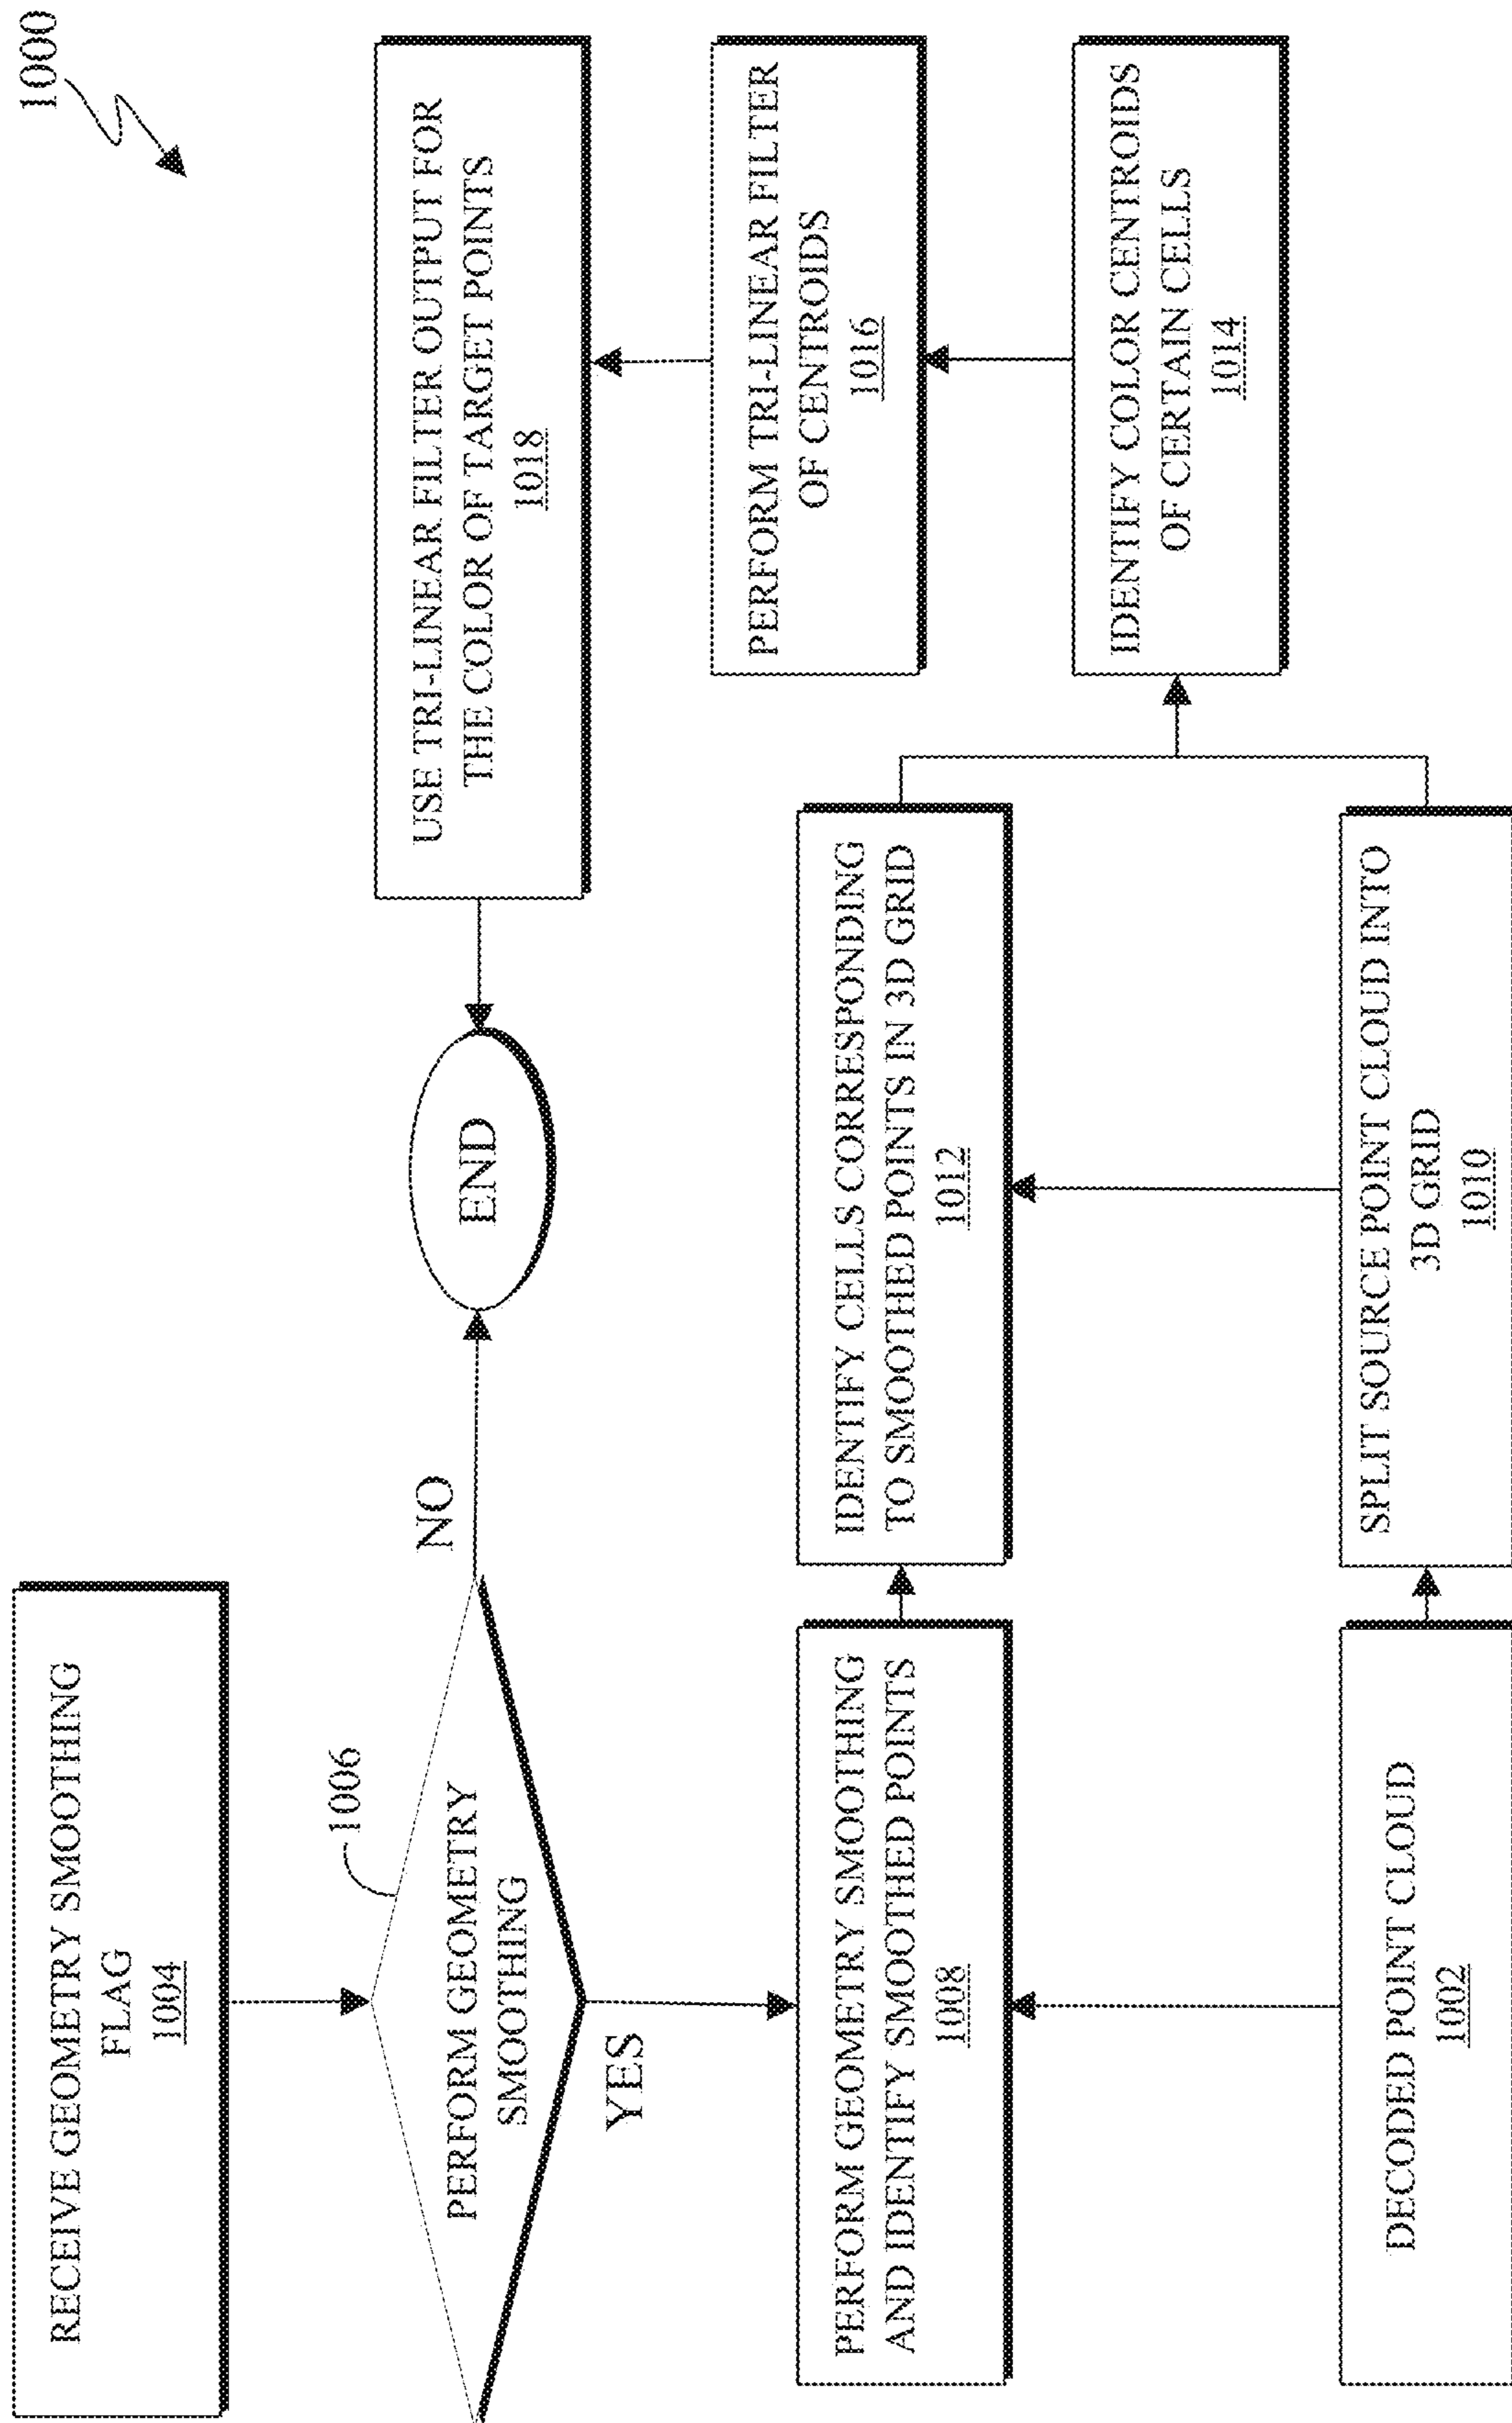 1000
RECEIVE GEOMETRY SMOOTHING
FLAG
1004
1006
PERFORM GEOMETRY
SMOOTHING
NO
YES
END
USE TRI-LINEAR FILTER OUTPUT FOR
THE COLOR OF TARGET POINTS
1018
PERFORM TRI-LINEAR FILTER
OF CENTROIDS
1016
PERFORM GEOMETRY SMOOTHING
AND IDENTIFY SMOOTHED POINTS
1008
IDENTIFY CELLS CORRESPONDING
TO SMOOTHED POINTS IN 3D GRID
1012
IDENTIFY COLOR CENTROIDS
OF CERTAIN CELLS
1014
DECODED POINT CLOUD
1002
SPLIT SOURCE POINT CLOUD INTO
3D GRID
1010